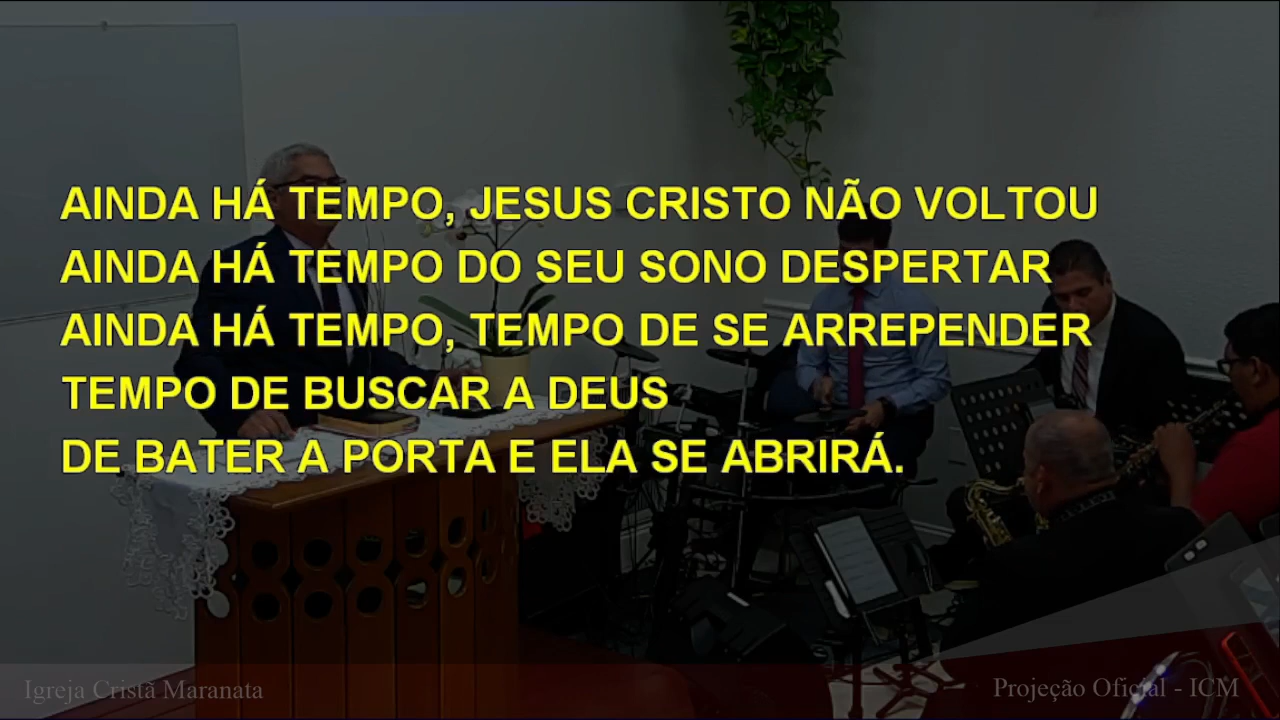 AINDA HÁ TEMPO, JESUS CRISTO NÃO VOLTOU
AINDA HÁ TEMPO DO SEU SONO DESPERTAR
AINDA HÁ TEMPO, TEMPO DE SE ARREPENDER
TEMPO DE BUSCAR A DEUS
DE BATER A PORTA E ELA SE ABRIRÁ.
Igreja Cristã Maranata
Projeção Oficial - ICM